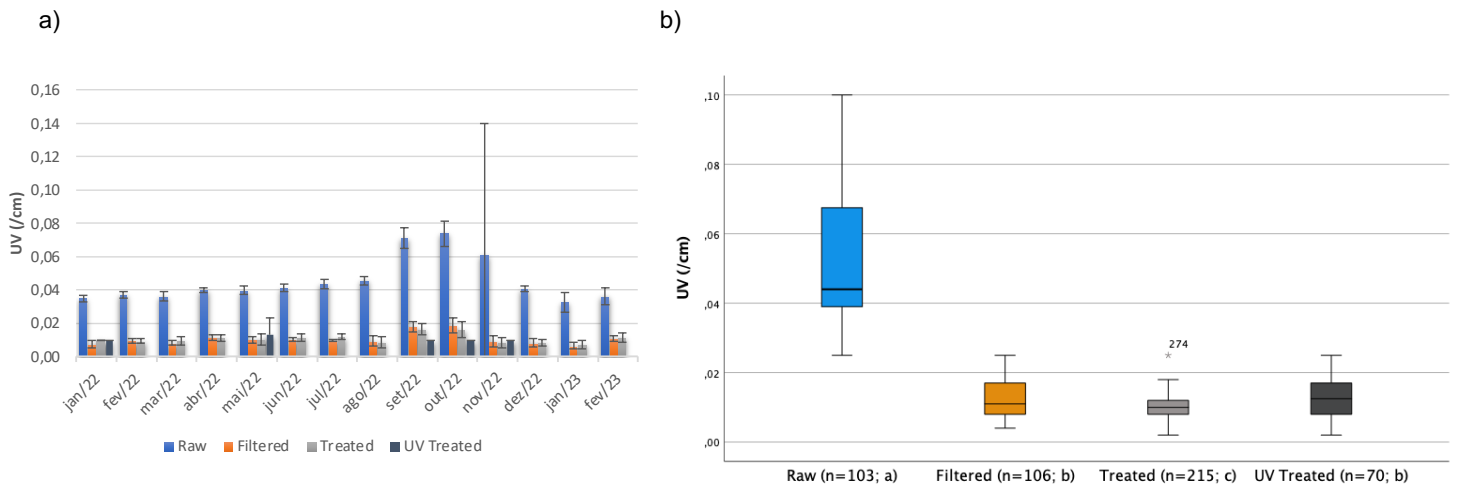 a)
UV (/cm)
0,16
0,14
0,12
0,10
0,08
0,06
0,04
0,02
0,00
jan/22 fev/22 mar/22 abr/22 mai/22 jun/22 jul/22 ago/22 set/22 out/22 nov/22 dez/22 jan/23 fev/23
Raw Filtered Treated UV Treated
b)
UV (/cm)
,10
,08
,06
,04
,02
,00
274
*
Raw (n=103; a) Filtered (n=106; b) Treated (n=215; c) UV Treated (n=70; b)